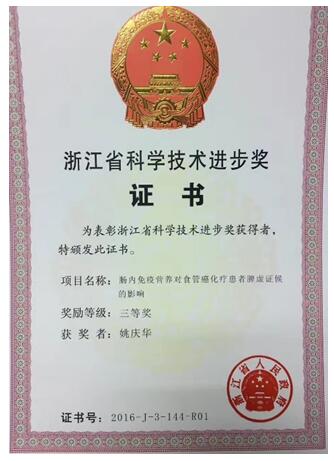 浙江省科学技术进步奖
证书
为表彰浙江省科学技术进步奖获得者，
特颁发此证书。
项目名称：肠内免疫营养对食管癌化疗患者脾虚证候
的影响
奖励等级：三等奖
获奖者：姚庆华
浙江省人民政府
证书号：2016-J-3-144-R01